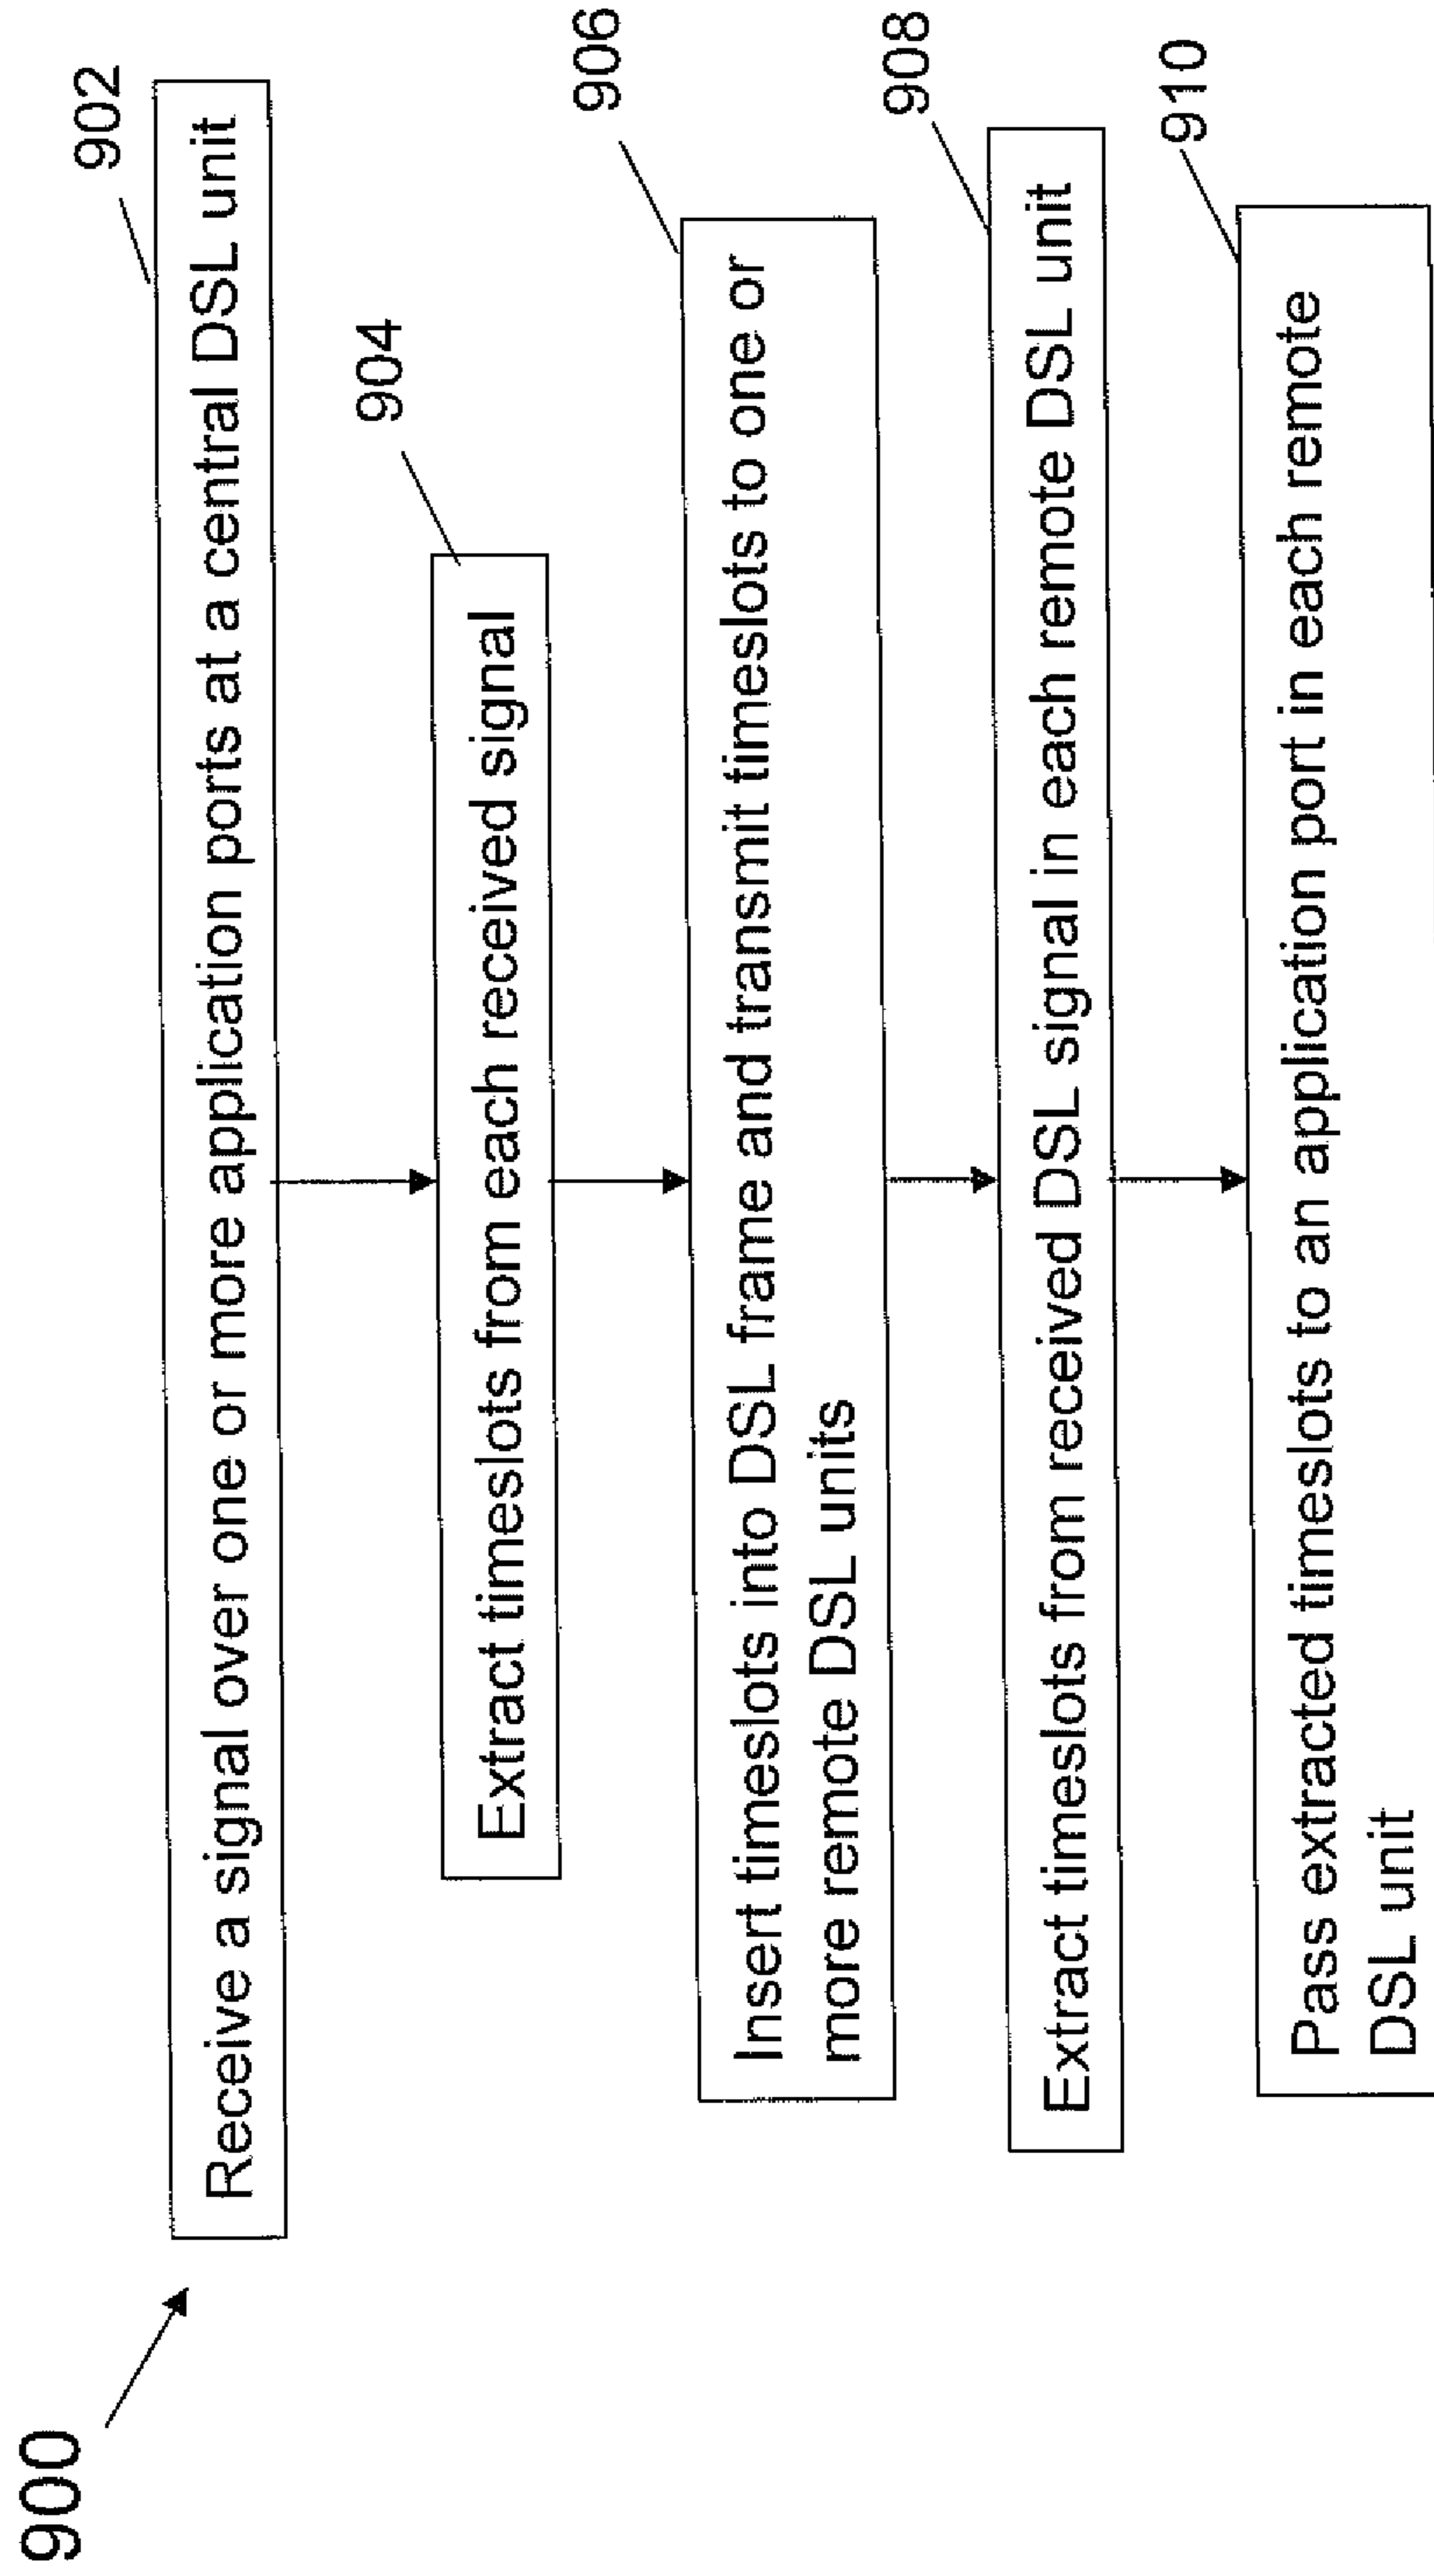 900
902
Receive a signal over one or more application ports at a central DSL unit
904
Extract timeslots from each received signal
906
Insert timeslots into DSL frame and transmit timeslots to one or
more remote DSL units
908
Extract timeslots from received DSL signal in each remote DSL unit
910
Pass extracted timeslots to an application port in each remote
DSL unit